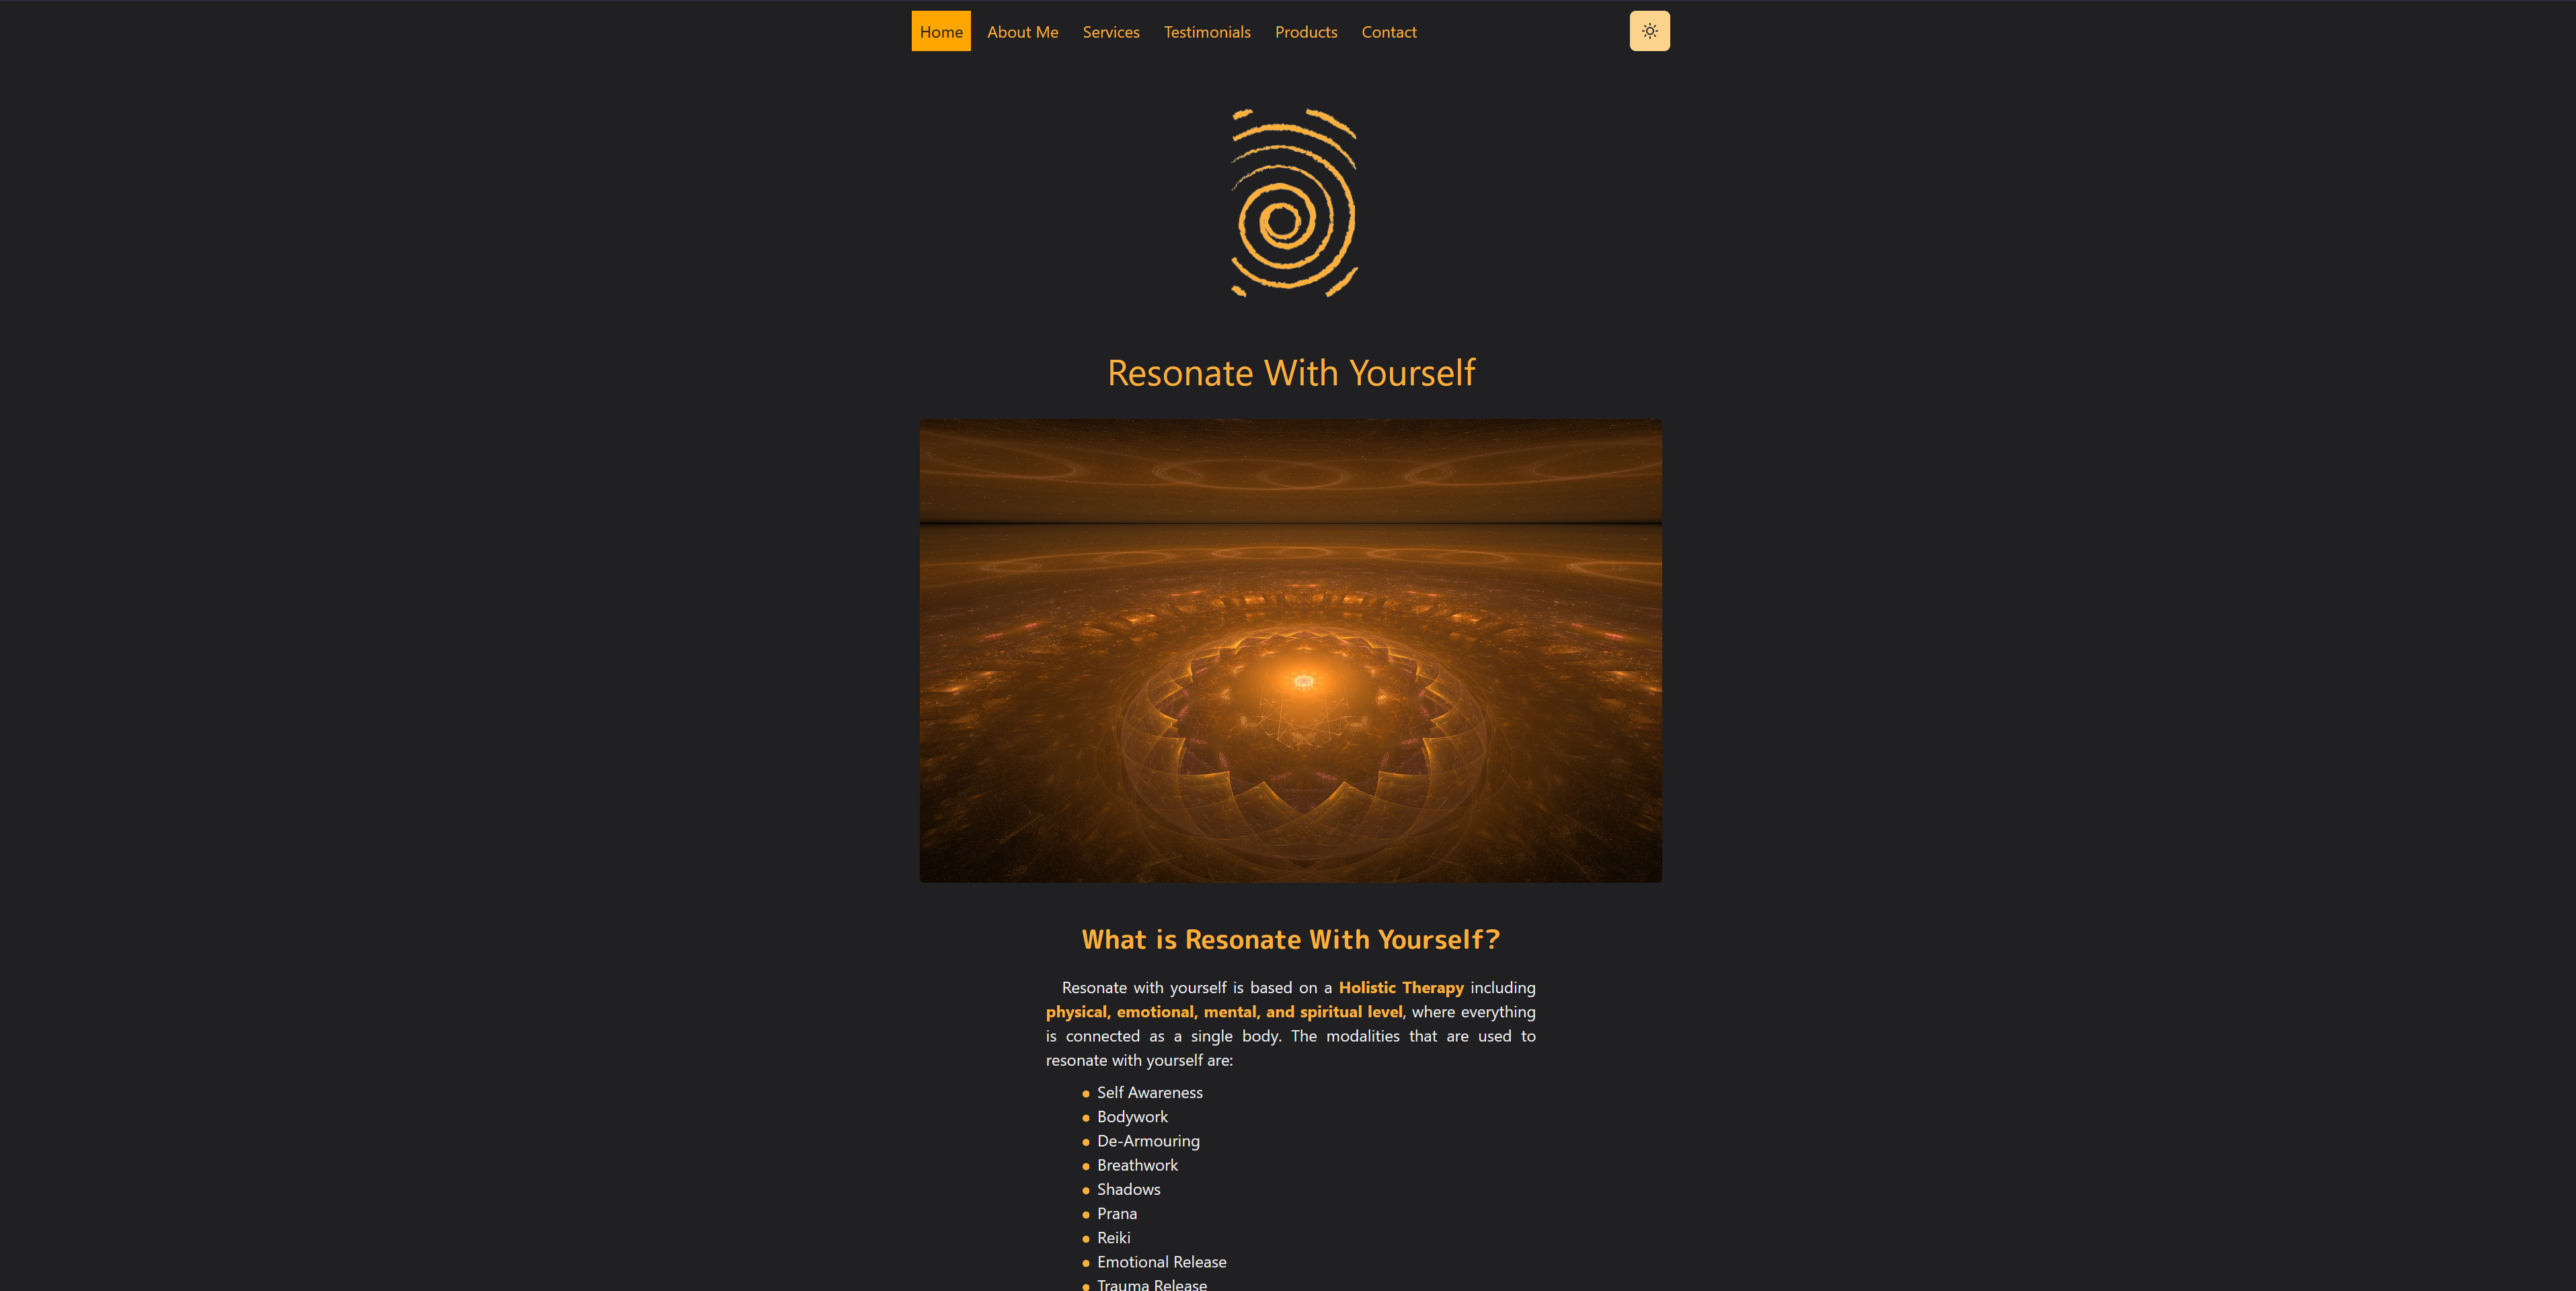 Home About Me Services Testimonials Products Contact
Resonate With Yourself
What is Resonate With Yourself?
Resonate with yourself is based on a Holistic Therapy including
physical, emotional, mental, and spiritual level, where everything
is connected as a single body. The modalities that are used to
resonate with yourself are:
Self Awareness
Bodywork
De-Armouring
Breathwork
Shadows
Prana
Reiki
Emotional Release
Trauma Release